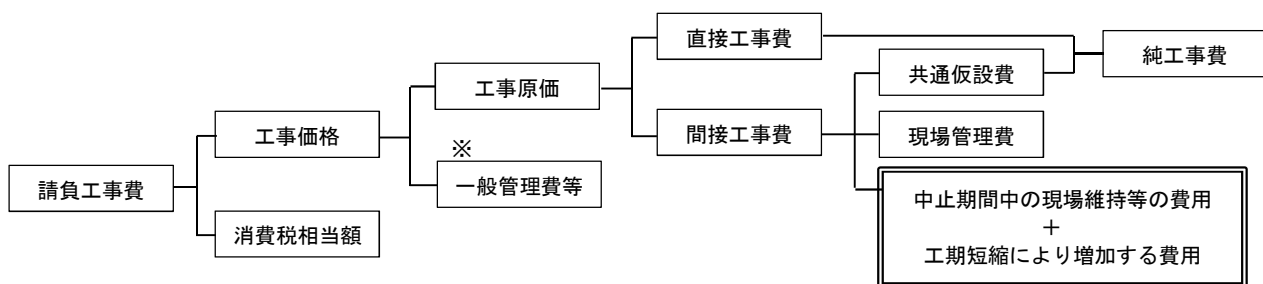 直接工事費
純工事費
共通仮設費
工事原価
工事価格
間接工事費
現場管理費
※
請負工事費
一般管理費等
中止期間中の現場維持等の費用
+
工期短縮により増加する費用
消費税相当額